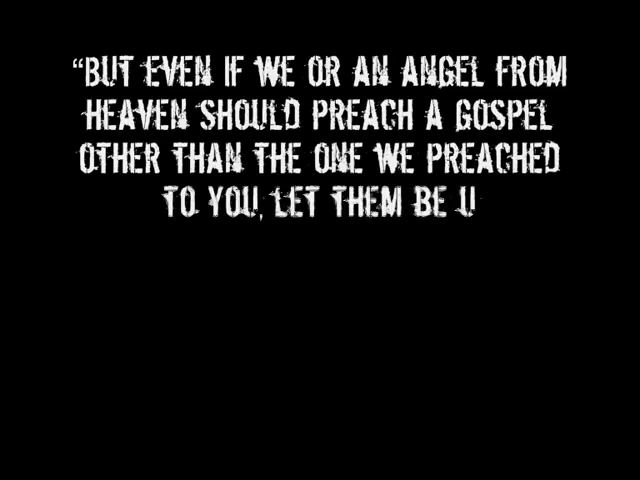 “BUT EVEN IF WE OR AN ANGEL FROM
HEAVEN SHOULD PREACH A GOSPEL
OTHER THAN THE ONE WE PREACHED
TO YOU, LET THEM BE U